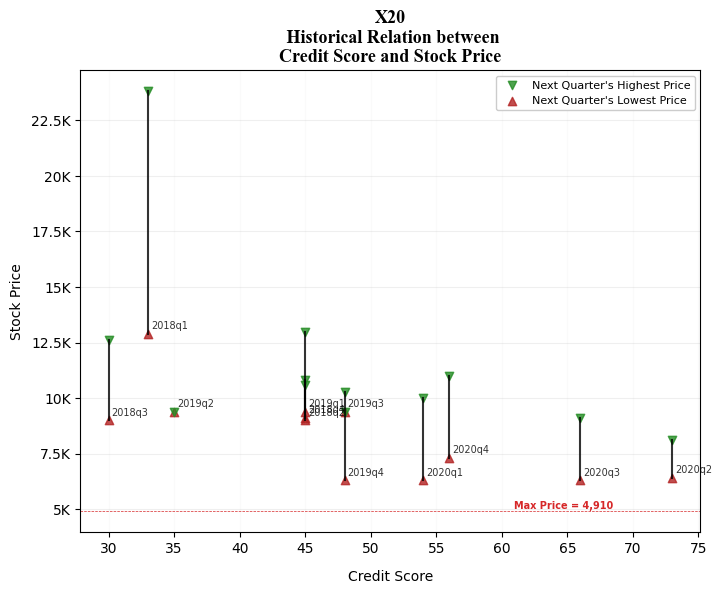 X20
Historical Relation between
Credit Score and Stock Price
Next Quarter's Highest Price
Next Quarter's Lowest Price
22.5K
20K
17.5K
15K
12.5K
10K
7.5K
5K
Stock Price
2018q1
2018q3
2019q2
2019q1
2019q3
2019q4
2020q1
2020q4
2020q3
2020q2
Max Price = 4,910
30
35
40
45
50
55
60
65
70
75
Credit Score